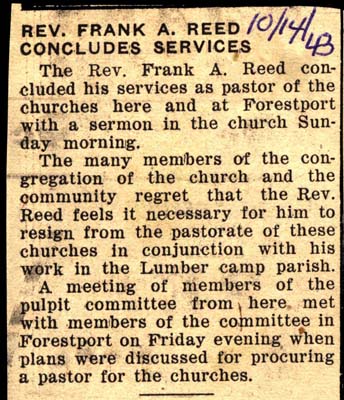 REV. FRANK A. REED 10/14/43
CONCLUDES SERVICES
The Rev. Frank A. Reed con-
cluded his services as pastor of the
churches here and at Forestport
with a sermon in the church Sun-
day morning.
The many members of the con-
gregation of the church and the
community regret that the Rev.
Reed feels it necessary for him to
resign from the pastorate of these
churches in conjunction with his
work in the Lumber camp parish.
A meeting of members of the
pulpit committee from here met
with members of the committee in
Forestport on Friday evening when
plans were discussed for procuring
a pastor for the churches.